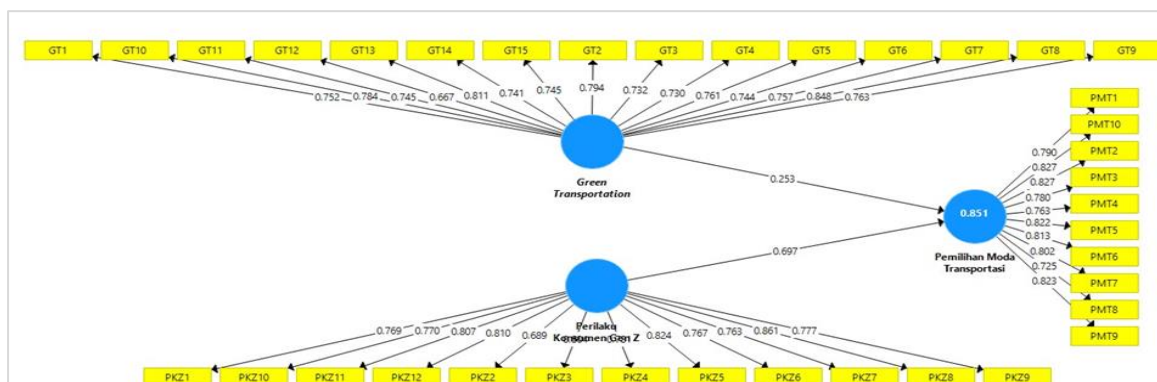 GT1 GT10 GT11 GT12 GT13 GT14 GT15 GT2 GT3 GT4 GT5 GT6 GT7 GT8 GT9
0.752 0.784 0.745 0.667 0.811 0.741 0.745 0.794 0.732 0.730 0.761 0.744 0.757 0.848 0.763
Green
Transportation
0.253
0.697
0.851
Pemilihan Moda
Transportasi
0.790
0.827
0.827
0.780
0.763
0.822
0.813
0.802
0.725
0.823
PMT1
PMT10
PMT2
PMT3
PMT4
PMT5
PMT6
PMT7
PMT8
PMT9
Perilaku
Konsumen Gen Z
0.769 0.770 0.807 0.810 0.689 0.824 0.767 0.763 0.861 0.777
PKZ1 PKZ10 PKZ11 PKZ12 PKZ2 PKZ3 PKZ4 PKZ5 PKZ6 PKZ7 PKZ8 PKZ9